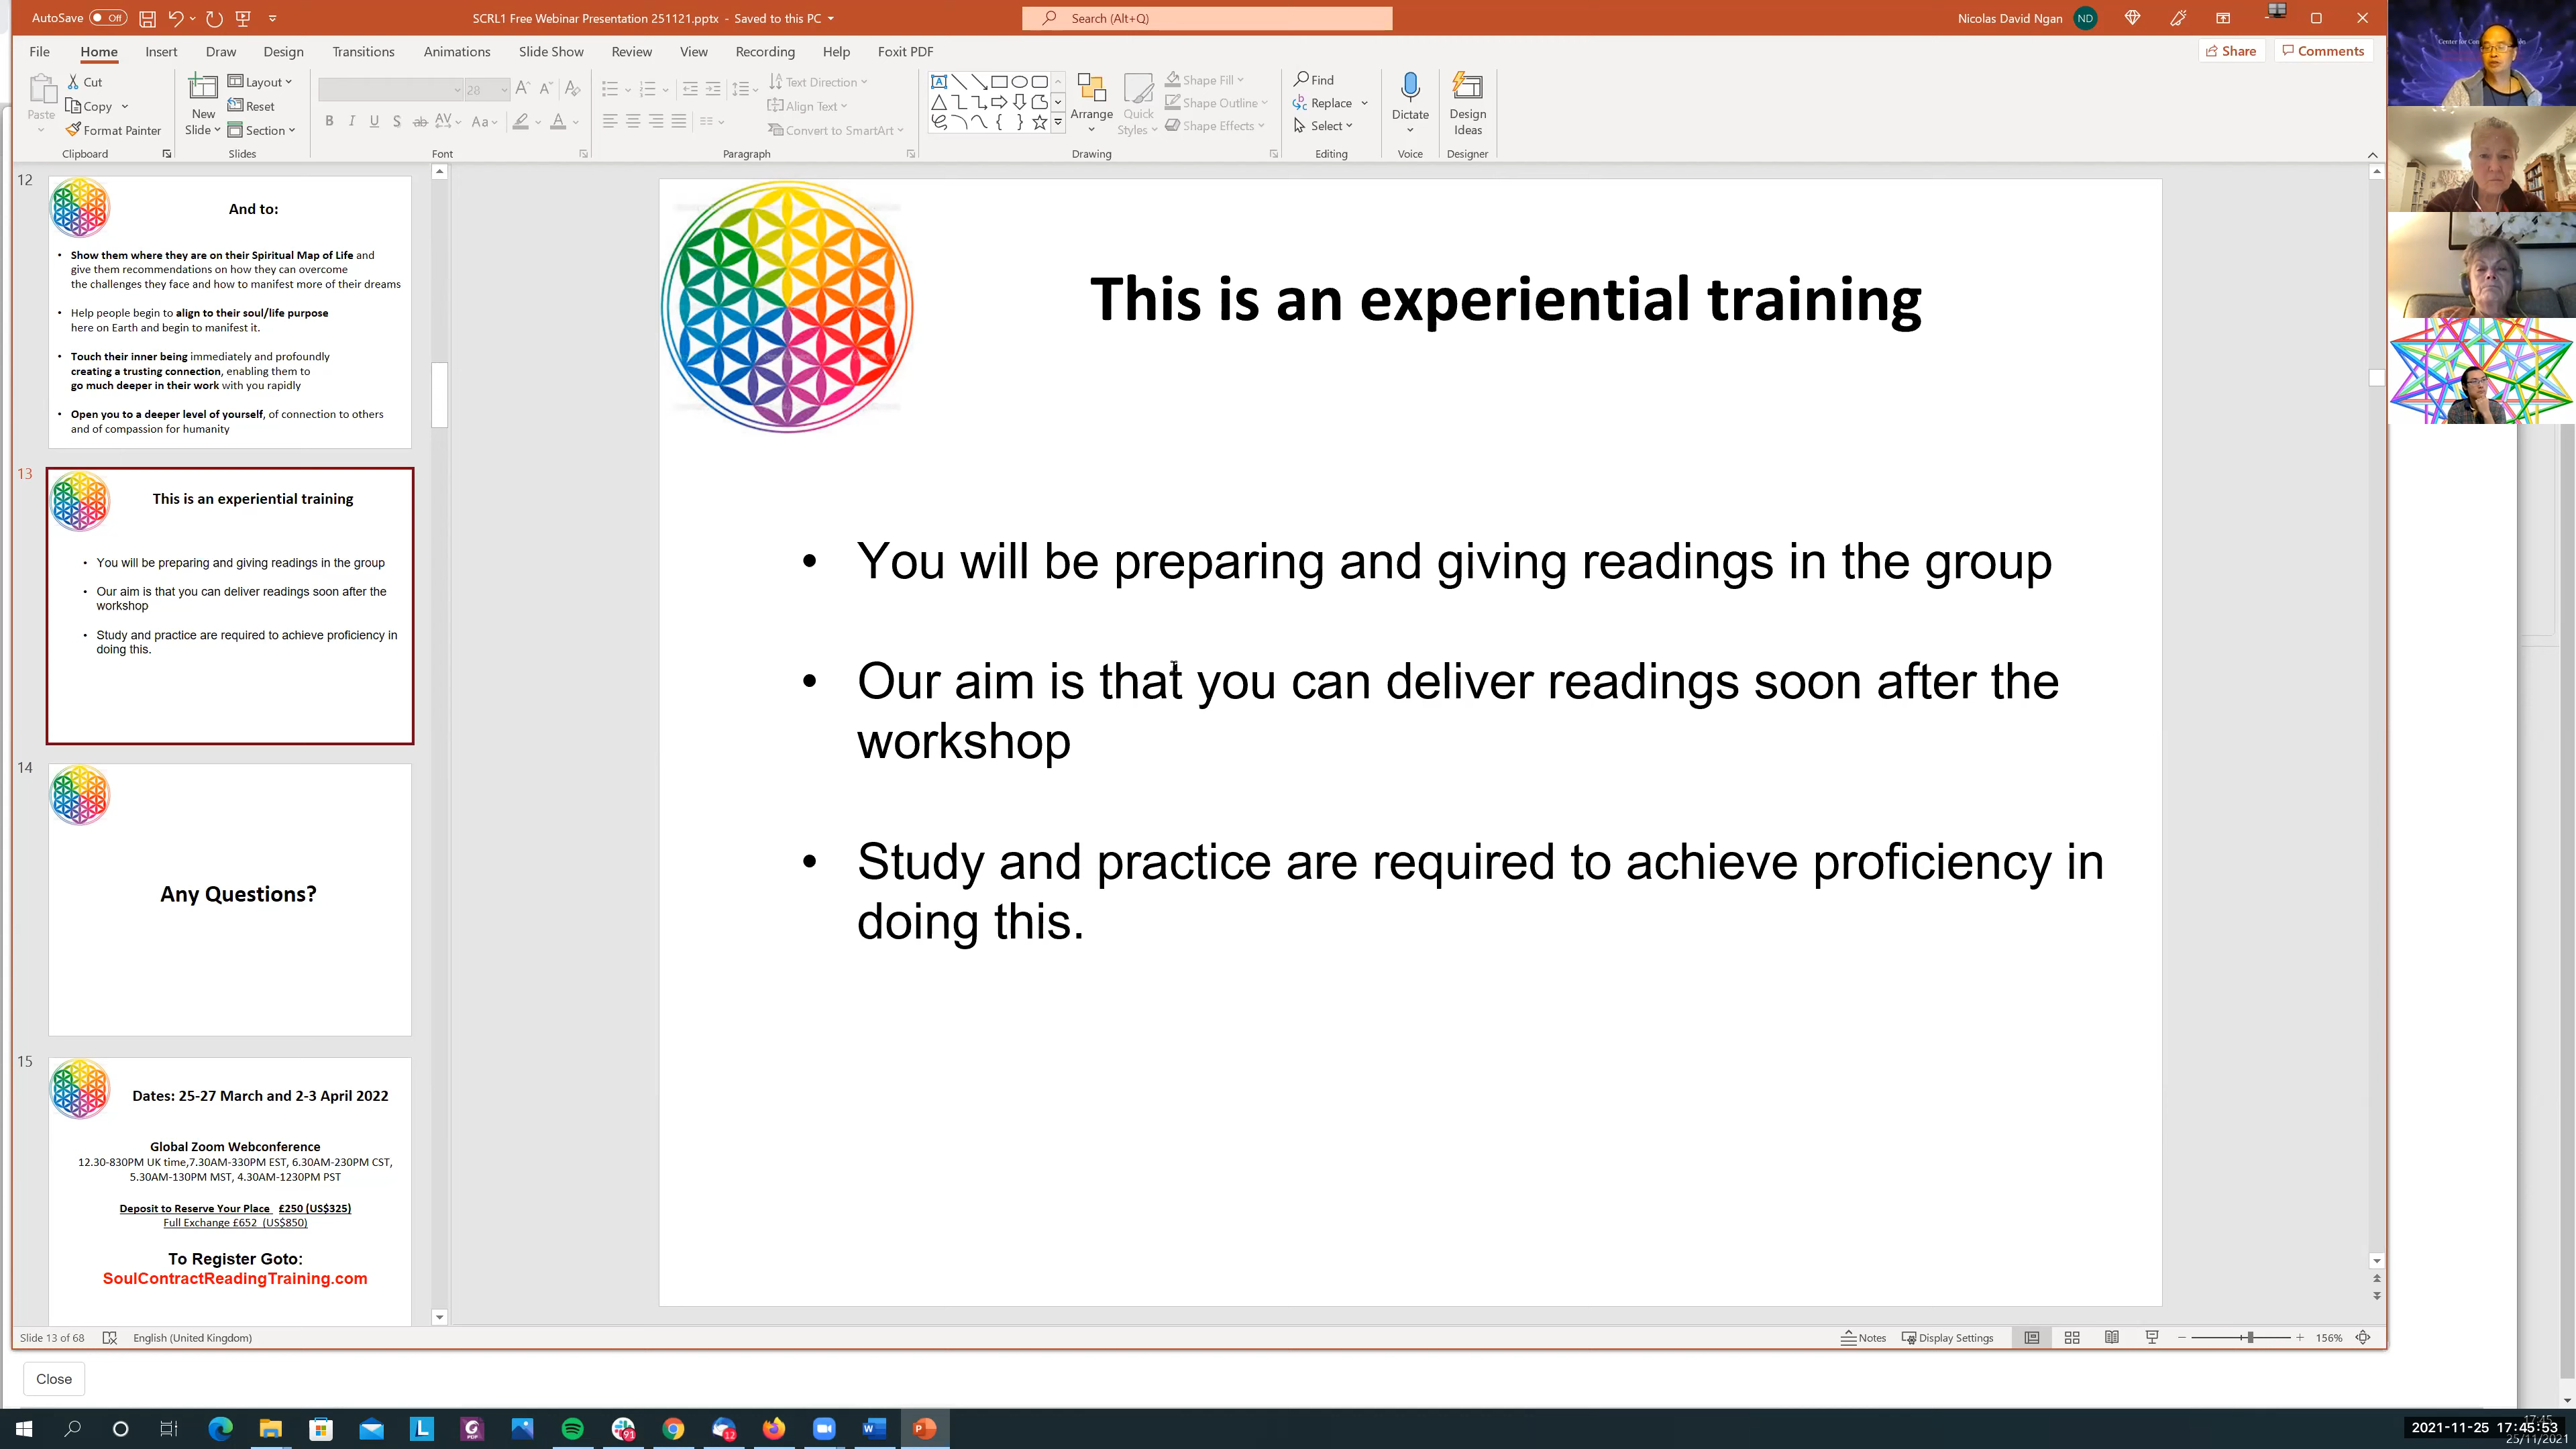 AutoSave Off
SCRL1 Free Webinar Presentation 251121.pptx - Saved to this PC
Search (Alt+Q)
Nicolas David Ngan ND
File Home Insert Draw Design Transitions Animations Slide Show Review View Recording Help Foxit PDF
Share Comments
Paste
Cut
Copy
Format Painter
Clipboard
New Slide
Layout
Reset
Section
Slides
28
B I U S ab AV Aa A
Font
Text Direction
Align Text
Convert to SmartArt
Paragraph
Arrange
Quick Styles
Shape Fill
Shape Outline
Shape Effects
Drawing
Find
Replace
Select
Editing
Dictate
Voice
Design Ideas
Designer
12
And to:
• Show them where they are on their Spiritual Map of Life and
give them recommendations on how they can overcome
the challenges they face and how to manifest more of their dreams
• Help people begin to align to their soul/life purpose
here on Earth and begin to manifest it.
• Touch their inner being immediately and profoundly
creating a trusting connection, enabling them to
go much deeper in their work with you rapidly
• Open you to a deeper level of yourself, of connection to others
and of compassion for humanity
13
This is an experiential training
• You will be preparing and giving readings in the group
• Our aim is that you can deliver readings soon after the
workshop
• Study and practice are required to achieve proficiency in
doing this.
14
Any Questions?
15
Dates: 25-27 March and 2-3 April 2022
Global Zoom Webconference
12.30-830PM UK time,7.30AM-330PM EST, 6.30AM-230PM CST,
5.30AM-130PM MST, 4.30AM-1230PM PST
Deposit to Reserve Your Place £250 (US$325)
Full Exchange £652 (US$850)
To Register Goto:
SoulContractReadingTraining.com
This is an experiential training
• You will be preparing and giving readings in the group
• Our aim is that you can deliver readings soon after the
workshop
• Study and practice are required to achieve proficiency in
doing this.
Slide 13 of 68
English (United Kingdom)
Notes
Display Settings
156%
Close
91
12
2021-11-25 17:45:53
25/11/2021